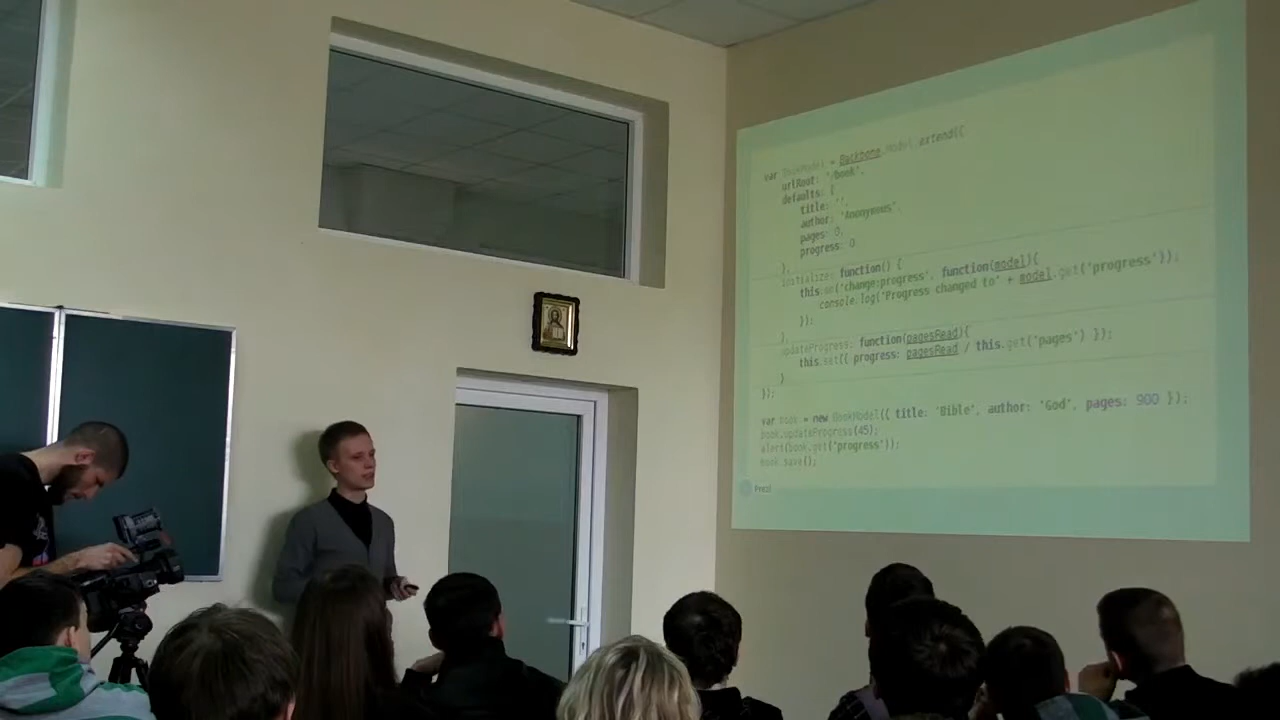 var BookModel = Backbone.Model.extend({
urlRoot: '/book',
defaults: {
title: '',
author: 'Anonymous',
pages: 0,
progress: 0
},
initialize: function() {
this.on('change:progress', function(model){
console.log('Progress changed to' + model.get('progress'));
});
},
updateProgress: function(pagesRead){
this.set({ progress: pagesRead / this.get('pages') });
}
});
var book = new BookModel({ title: 'Bible', author: 'God', pages: 900 });
book.updateProgress(45);
alert(book.get('progress'));
book.save();
Prezi